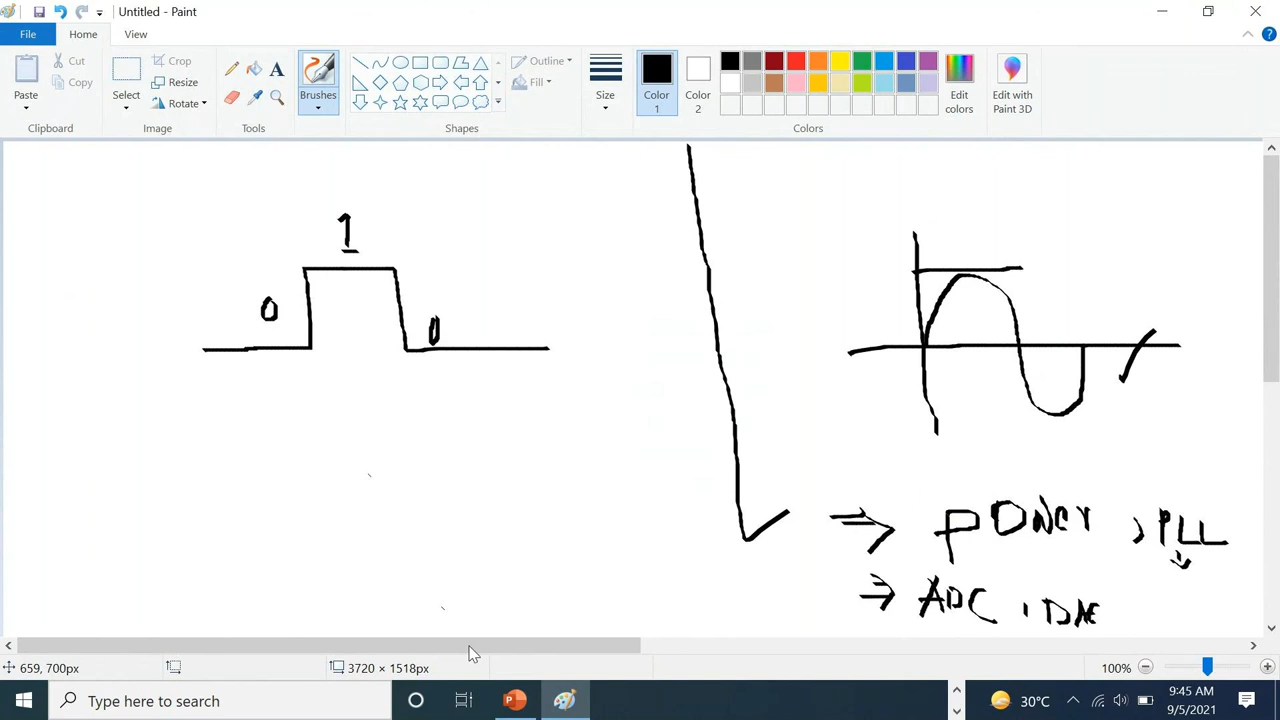 Untitled - Paint
File Home View
Paste
Cut
Copy
Clipboard
Select
Crop
Resize
Rotate
Image
Tools
Brushes
Shapes
Outline
Fill
Size
Color 1
Color 2
Edit colors
Edit with Paint 3D
Colors
1
0
0
⇒ , PLL
⇒ ADC , DAC
659, 700px
3720 × 1518px
100%
Type here to search
30°C
9:45 AM
9/5/2021